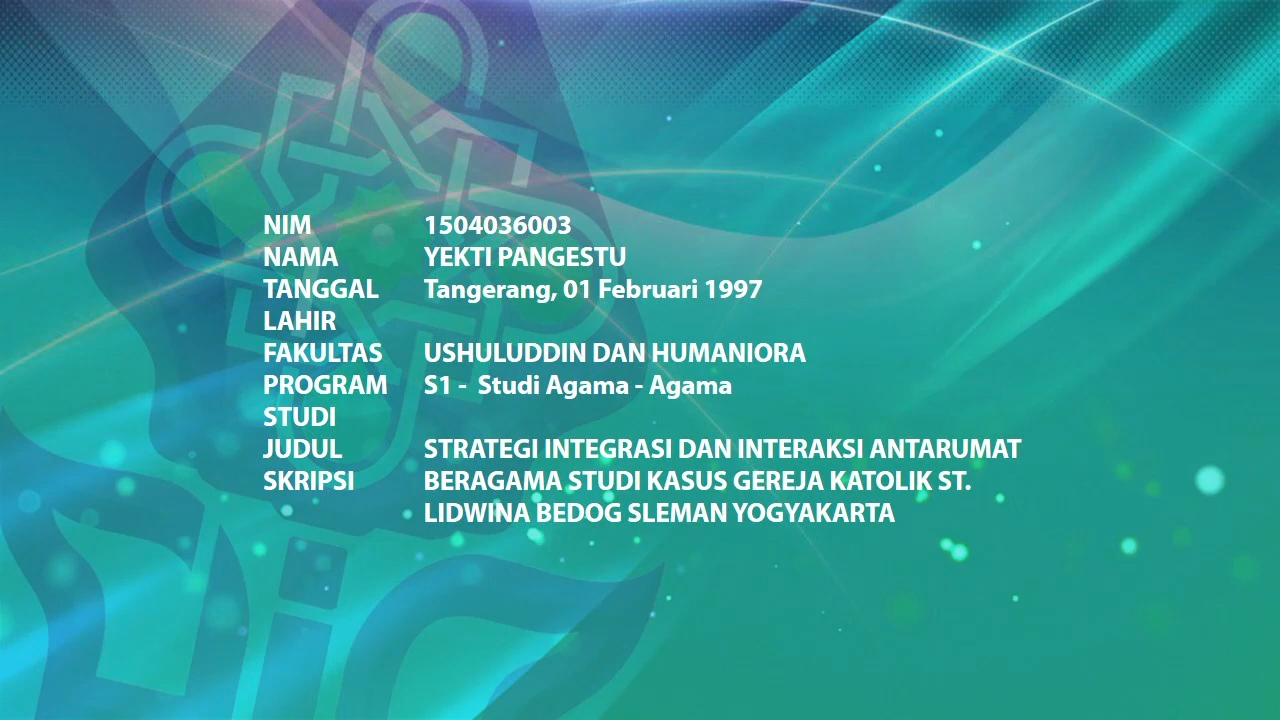 NIM 1504036003
NAMA YEKTI PANGESTU
TANGGAL Tangerang, 01 Februari 1997
LAHIR
FAKULTAS USHULUDDIN DAN HUMANIORA
PROGRAM S1 - Studi Agama - Agama
STUDI
JUDUL STRATEGI INTEGRASI DAN INTERAKSI ANTARUMAT
SKRIPSI BERAGAMA STUDI KASUS GEREJA KATOLIK ST.
LIDWINA BEDOG SLEMAN YOGYAKARTA